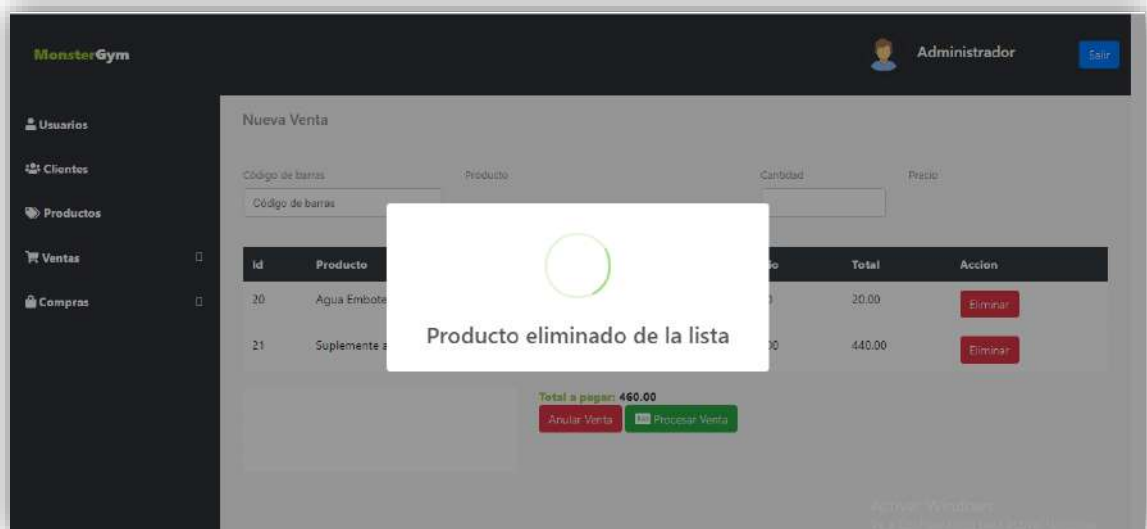 MonsterGym
Administrador
Salir
Usuarios
Clientes
Productos
Ventas
Compras
Nueva Venta
Código de barras Producto Cantidad Precio
Código de barras
Id Producto Total Accion
20 Agua 20.00 Eliminar
21 Suplemente 440.00 Eliminar
Producto eliminado de la lista
Total a pagar: 460.00
Anular Venta Procesar Venta
Activar Windows